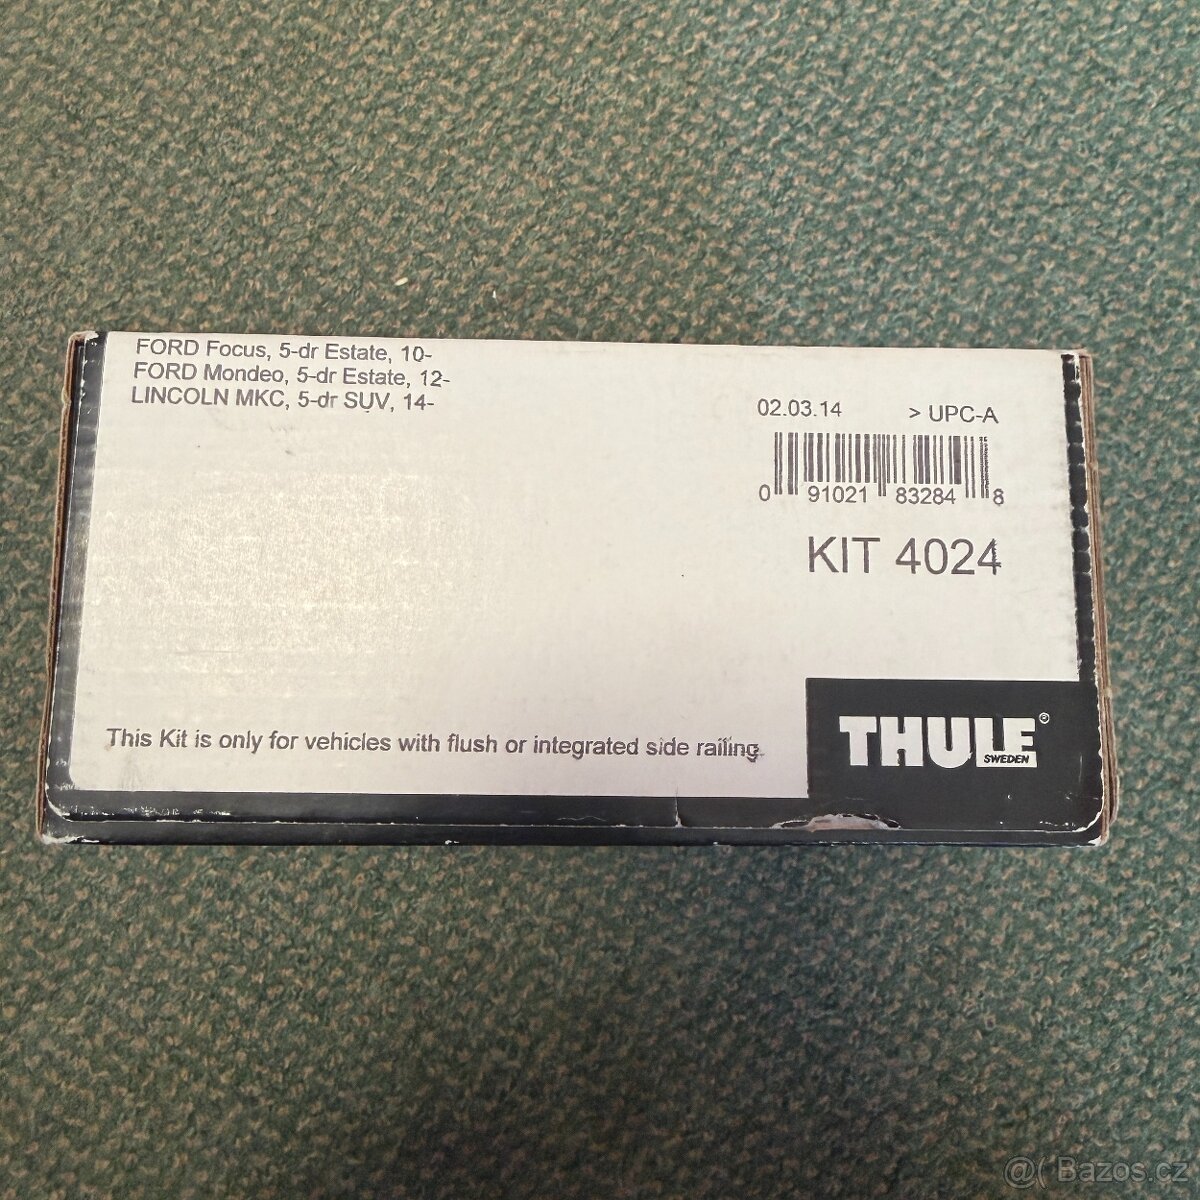 FORD Focus, 5-dr Estate, 10-
FORD Mondeo, 5-dr Estate, 12-
LINCOLN MKC, 5-dr SUV, 14-
02.03.14 > UPC-A
0 91021 83284 8
KIT 4024
This Kit is only for vehicles with flush or integrated side railing.
THULE®
SWEDEN
@( Bazos.cz